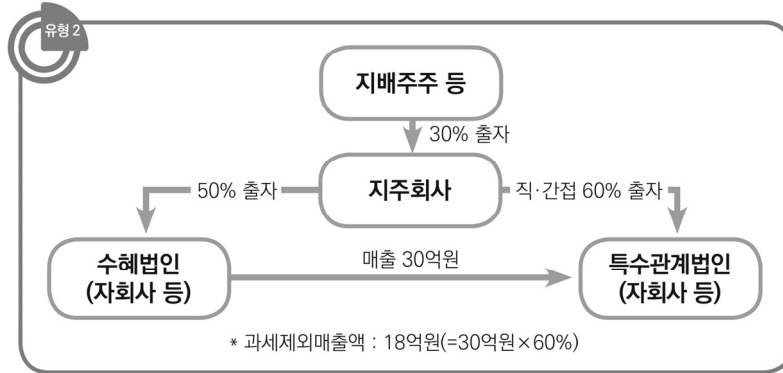 유형 2
지배주주 등
30% 출자
50% 출자
지주회사
직·간접 60% 출자
수혜법인
(자회사 등)
매출 30억원
특수관계법인
(자회사 등)
* 과세제외매출액 : 18억원(=30억원×60%)